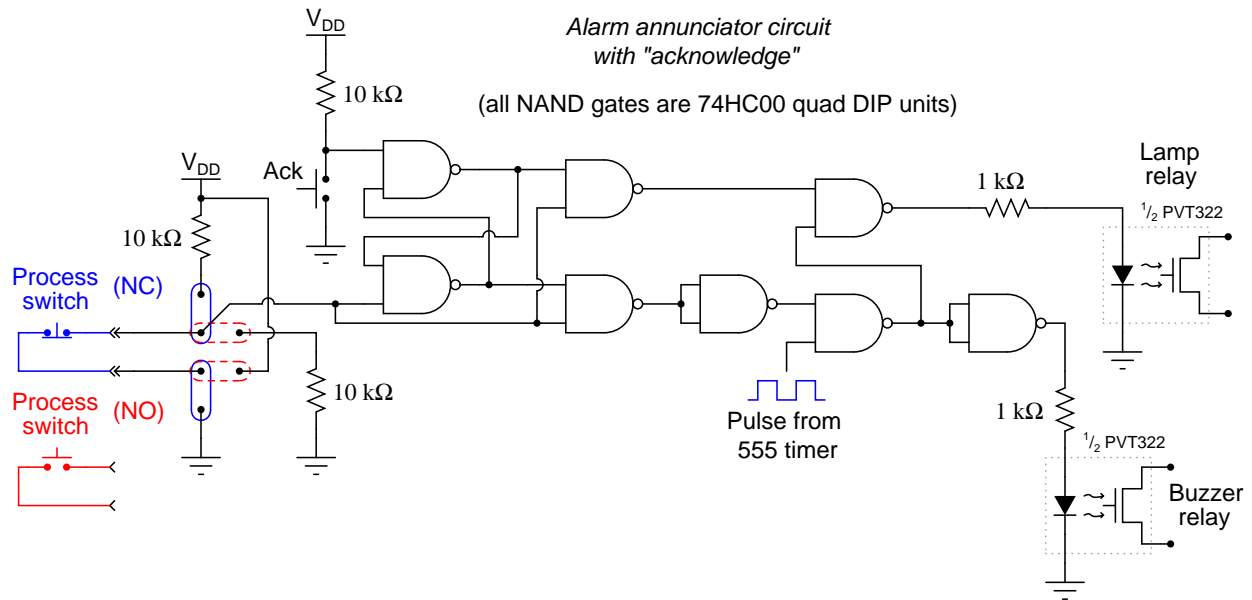 Alarm annunciator circuit
with "acknowledge"
(all NAND gates are 74HC00 quad DIP units)
VDD
10 kΩ
Ack
VDD
10 kΩ
Process
switch
(NC)
Process
switch
(NO)
10 kΩ
Pulse from
555 timer
1 kΩ
Lamp
relay
1/2 PVT322
1 kΩ
1/2 PVT322
Buzzer
relay